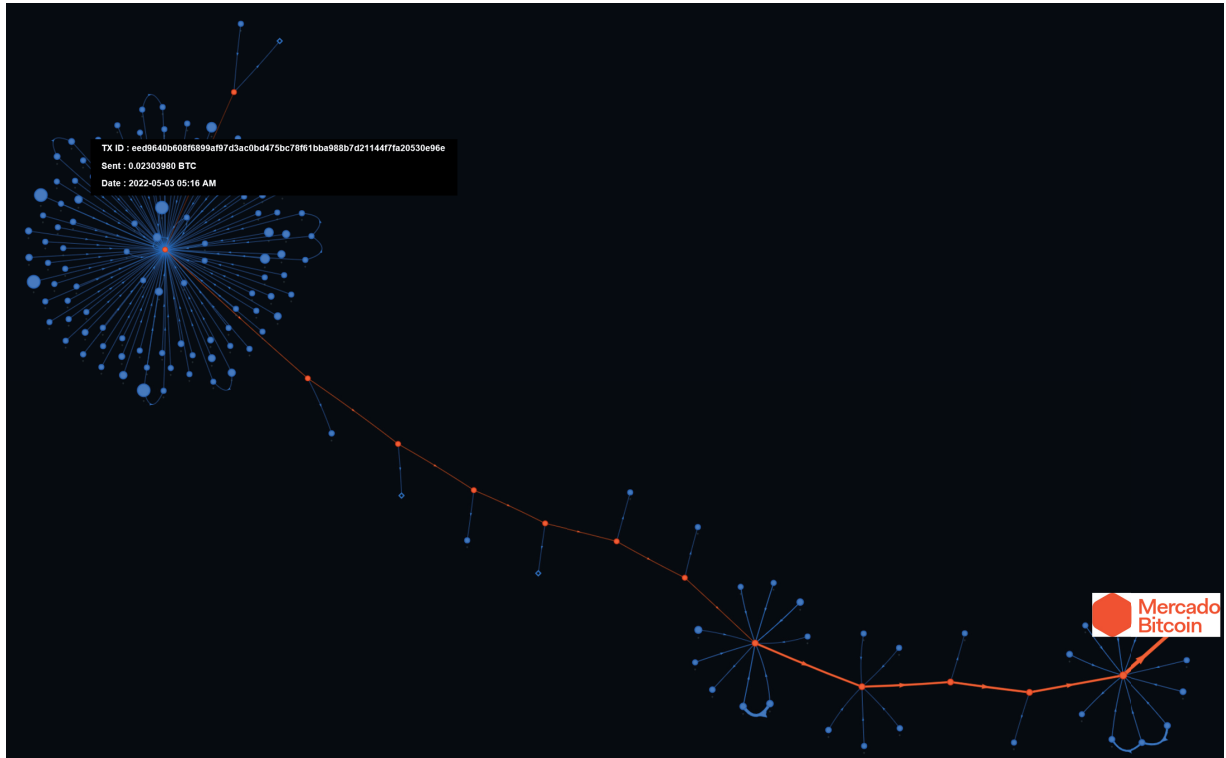 TX ID : eed9640b608f6899af97d3ac0bd475bc78f61bba988b7d21144f7fa20530e96e
Sent : 0.02303980 BTC
Date : 2022-05-03 05:16 AM
Mercado
Bitcoin